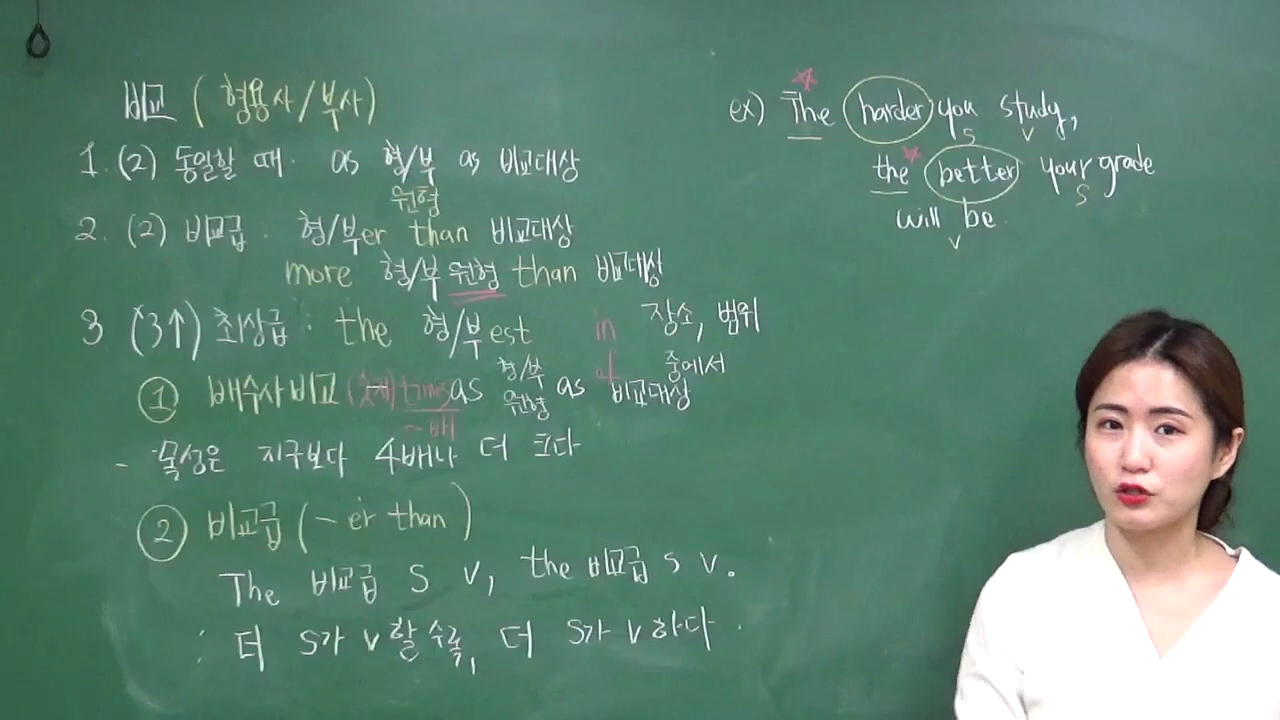 비교 ( 형용사/부사)
1. (2) 동일할 때. as 형/부 as 비교대상
원형
2. (2) 비교급. 형/부er than 비교대상
more 형/부 원형 than 비교대상
3 (3↑) 최상급: the 형/부est in 장소, 범위
of 중에서
① 배수사비교 (숫자) times as 형/부 원형 as 비교대상
~배
- 목성은 지구보다 4배나 더 크다
② 비교급 (~er than)
The 비교급 S V, the 비교급 S V.
: 더 S가 V할수록, 더 S가 V하다.
ex) The harder you study,
S V
the better your grade
S
will be.
V